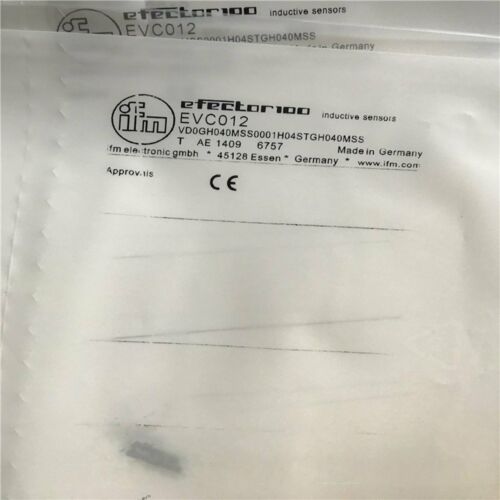 efector100 inductive sensors
EVC012
in Germany
efector100 inductive sensors
ifm
EVC012
VD0GH040MSS0001H04STGH040MSS
T AE 1409 6757 Made in Germany
ifm electronic gmbh * 45128 Essen * Germany * www.ifm.com
Approvals
CE